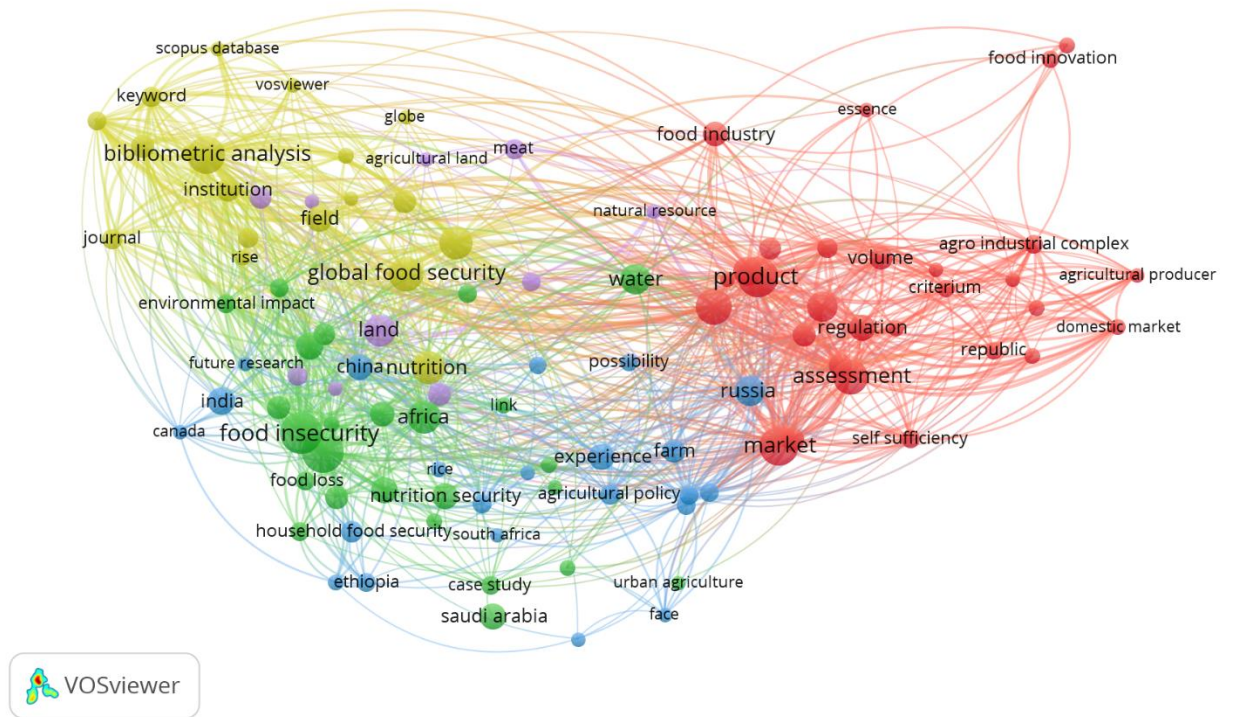 scopus database
food innovation
vosviewer
keyword
essence
globe
food industry
bibliometric analysis
agricultural land
meat
institution
natural resource
field
journal
agro industrial complex
rise
volume
global food security
product
agricultural producer
water
criterium
environmental impact
land
regulation
domestic market
republic
future research
china
nutrition
possibility
assessment
russia
india
link
africa
canada
food insecurity
market
self sufficiency
farm
experience
rice
food loss
nutrition security
agricultural policy
household food security
south africa
ethiopia
case study
urban agriculture
saudi arabia
face
VOSviewer